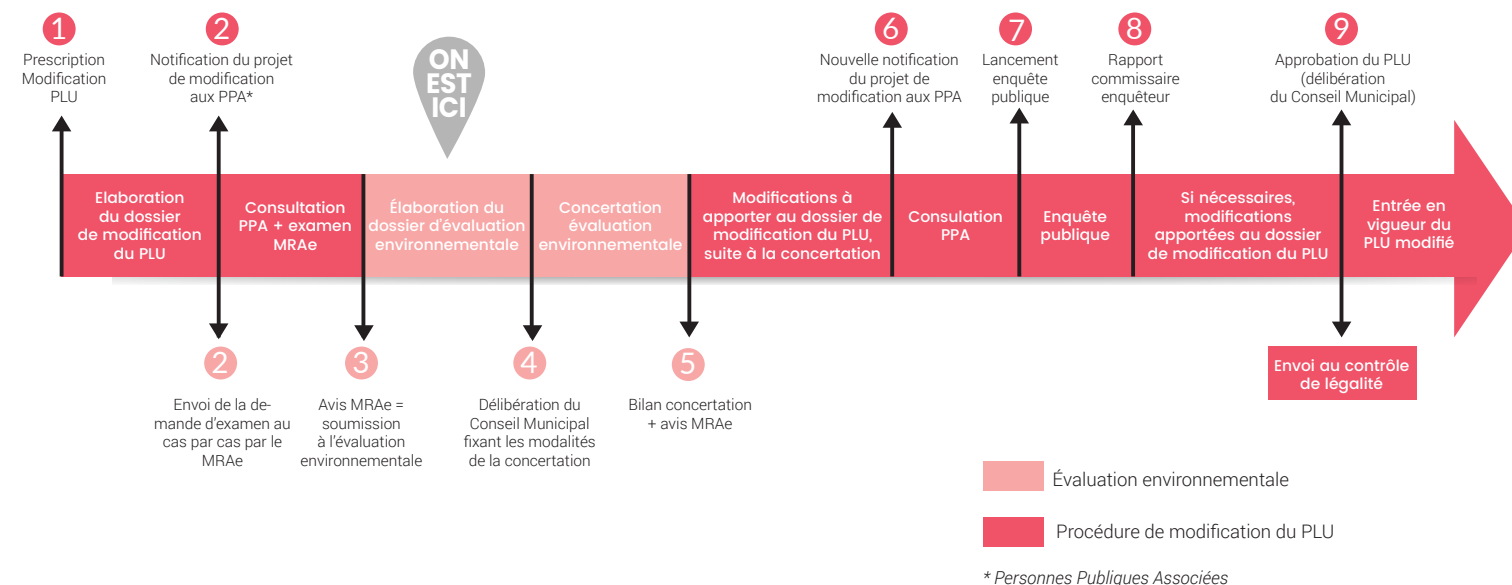 1
Prescription
Modification
PLU
2
Notification du projet
de modification
aux PPA*
ON
EST
ICI
6
Nouvelle notification
du projet de
modification aux PPA
7
Lancement
enquête
publique
8
Rapport
commissaire
enquêteur
9
Approbation du PLU
(délibération
du Conseil Municipal)
Elaboration
du dossier
de modification
du PLU
Consultation
PPA + examen
MRAe
Élaboration du
dossier d'évaluation
environnementale
Concertation
évaluation
environnementale
Modifications à
apporter au dossier de
modification du PLU,
suite à la concertation
Consulation
PPA
Enquête
publique
Si nécessaires,
modifications
apportées au dossier
de modification du PLU
Entrée en
vigueur du
PLU modifié
2
Envoi de la de-
mande d'examen au
cas par cas par le
MRAe
3
Avis MRAe =
soumission
à l'évaluation
environnementale
4
Délibération du
Conseil Municipal
fixant les modalités
de la concertation
5
Bilan concertation
+ avis MRAe
Envoi au contrôle
de légalité
Évaluation environnementale
Procédure de modification du PLU
* Personnes Publiques Associées